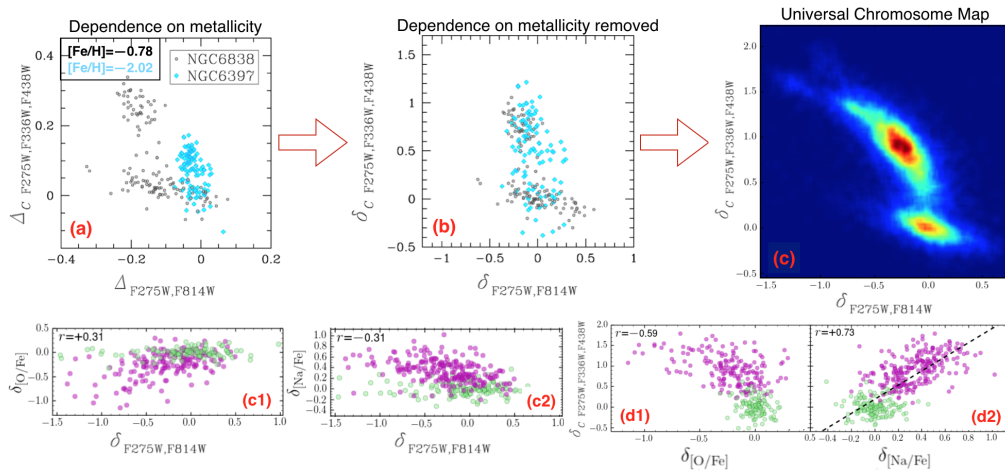 Dependence on metallicity
[Fe/H]=−0.78
[Fe/H]=−2.02
NGC6838
NGC6397
0.4
0.2
0
Δ C F275W,F336W,F438W
(a)
−0.4
−0.2
0
0.2
Δ F275W,F814W
Dependence on metallicity removed
2
1.5
1
0.5
0
−0.5
δ C F275W,F336W,F438W
(b)
−1
−0.5
0
0.5
1
δ F275W,F814W
Universal Chromosome Map
2.0
1.5
1.0
0.5
0.0
−0.5
δ C F275W,F336W,F438W
(c)
−1.5
−1.0
−0.5
0.0
0.5
δ F275W,F814W
r=+0.31
0.5
0.0
−0.5
−1.0
δ[O/Fe]
(c1)
−1.5
−1.0
−0.5
0.0
0.5
1.0
δ F275W,F814W
r=−0.31
1.0
0.8
0.6
0.4
0.2
0.0
−0.2
−0.4
δ[Na/Fe]
(c2)
−1.5
−1.0
−0.5
0.0
0.5
1.0
δ F275W,F814W
r=−0.59
2.0
1.5
1.0
0.5
0.0
−0.5
δ C F275W,F336W,F438W
(d1)
−1.0
−0.5
0.0
0.5
δ[O/Fe]
r=+0.73
(d2)
−0.4
−0.2
0.0
0.2
0.4
0.6
0.8
1.0
δ[Na/Fe]